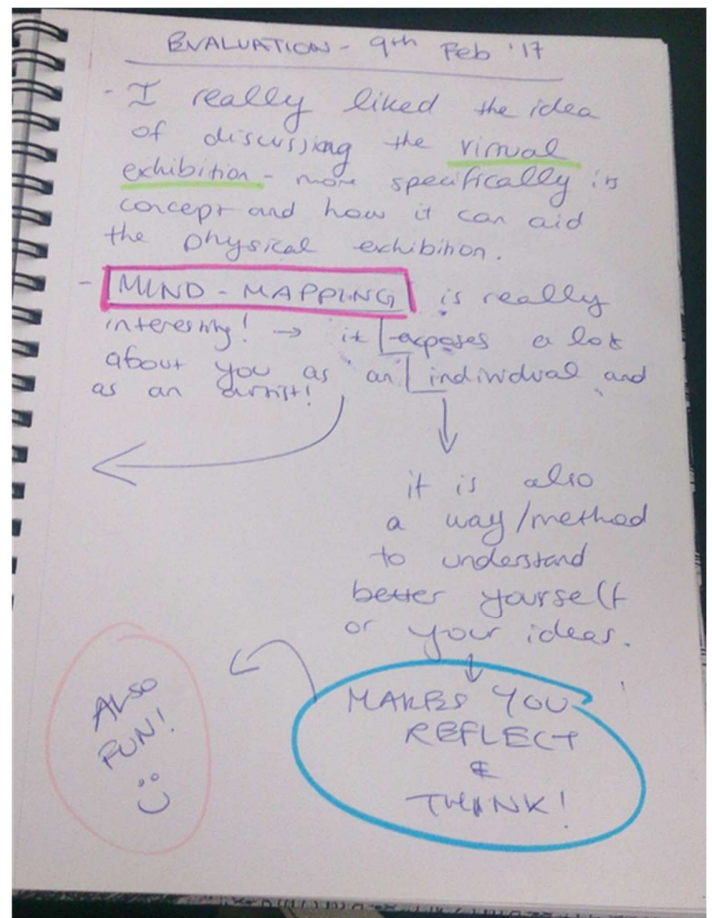 EVALUATION - 9th Feb '17
- I really liked the idea
of discussing the virtual
exhibition - more specifically its
concept and how it can aid
the physical exhibition.
- MIND - MAPPING is really
interesting! → it exposes a lot
about you as an individual and
as an artist!
it is also
a way/method
to understand
better yourself
or your ideas.
MAKES YOU
REFLECT
&
THINK!
ALSO
FUN!